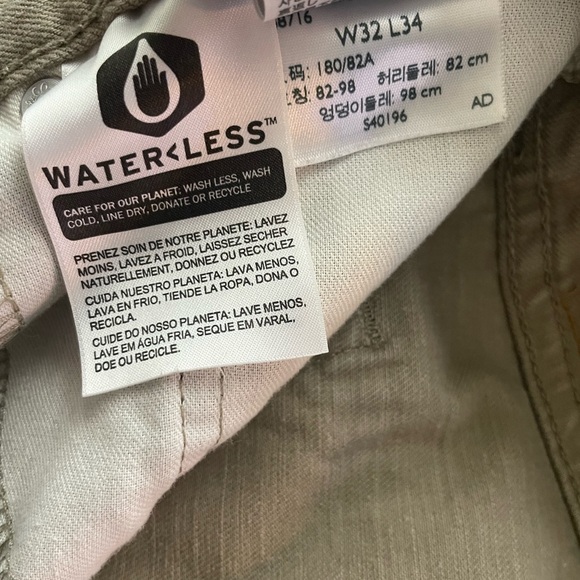 8/16
W32 L34
码: 180/82A
허리둘레: 82 cm
칭: 82-98
엉덩이둘레: 98 cm
AD
S40196
WATER<LESS™
CARE FOR OUR PLANET: WASH LESS, WASH
COLD, LINE DRY, DONATE OR RECYCLE
PRENEZ SOIN DE NOTRE PLANETE: LAVEZ
MOINS, LAVEZ A FROID, LAISSEZ SECHER
NATURELLEMENT, DONNEZ OU RECYCLEZ
CUIDA NUESTRO PLANETA: LAVA MENOS,
LAVA EN FRIO, TIENDE LA ROPA, DONA O
RECICLA.
CUIDE DO NOSSO PLANETA: LAVE MENOS,
LAVE EM ÁGUA FRIA, SEQUE EM VARAL,
DOE OU RECICLE.